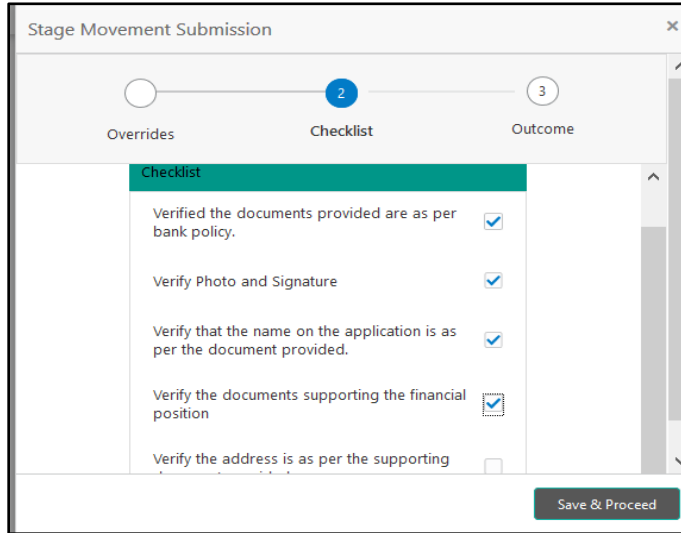 Stage Movement Submission
×
2
3
Overrides
Checklist
Outcome
Checklist
Verified the documents provided are as per
bank policy.
Verify Photo and Signature
Verify that the name on the application is as
per the document provided.
Verify the documents supporting the financial
position
Verify the address is as per the supporting
Save & Proceed